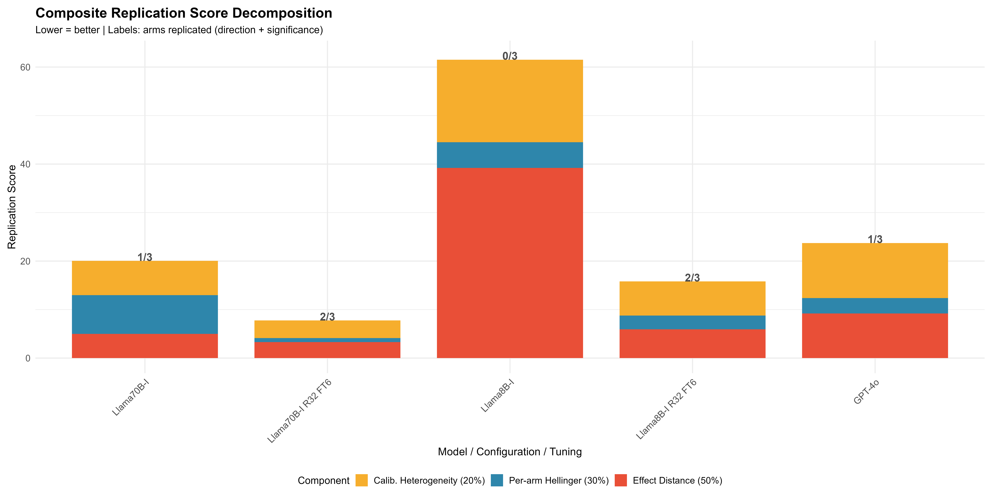 Composite Replication Score Decomposition
Lower = better | Labels: arms replicated (direction + significance)
Replication Score
60
40
20
0
1/3
2/3
0/3
2/3
1/3
Llama70B-I
Llama70B-I R32 FT6
Llama8B-I
Llama8B-I R32 FT6
GPT-4o
Model / Configuration / Tuning
Component Calib. Heterogeneity (20%) Per-arm Hellinger (30%) Effect Distance (50%)